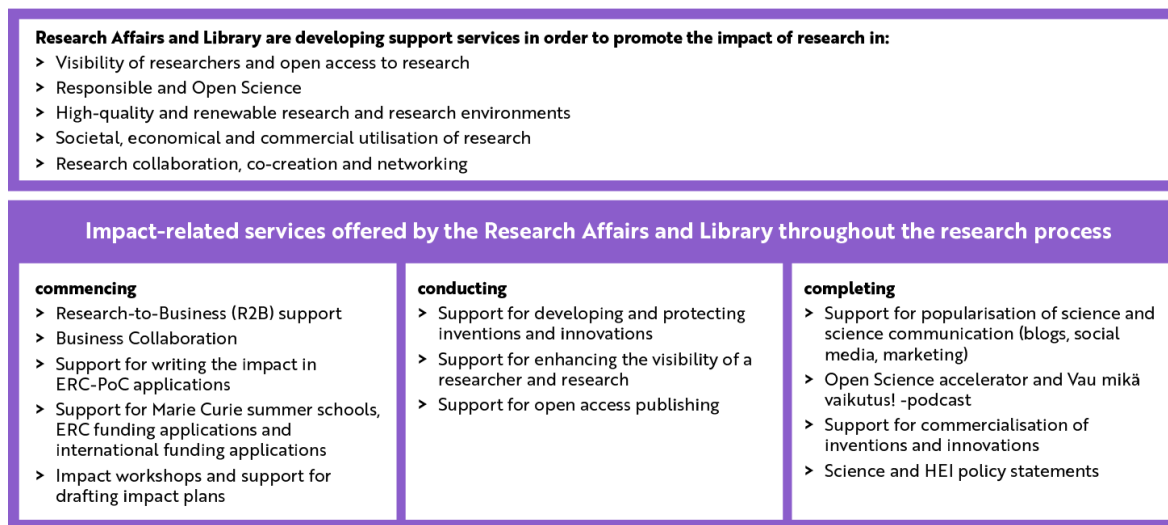 Research Affairs and Library are developing support services in order to promote the impact of research in:
> Visibility of researchers and open access to research
> Responsible and Open Science
> High-quality and renewable research and research environments
> Societal, economical and commercial utilisation of research
> Research collaboration, co-creation and networking
Impact-related services offered by the Research Affairs and Library throughout the research process
commencing
> Research-to-Business (R2B) support
> Business Collaboration
> Support for writing the impact in
ERC-PoC applications
> Support for Marie Curie summer schools,
ERC funding applications and
international funding applications
> Impact workshops and support for
drafting impact plans
conducting
> Support for developing and protecting
inventions and innovations
> Support for enhancing the visibility of a
researcher and research
> Support for open access publishing
completing
> Support for popularisation of science and
science communication (blogs, social
media, marketing)
> Open Science accelerator and Vau mikä
vaikutus! -podcast
> Support for commercialisation of
inventions and innovations
> Science and HEI policy statements